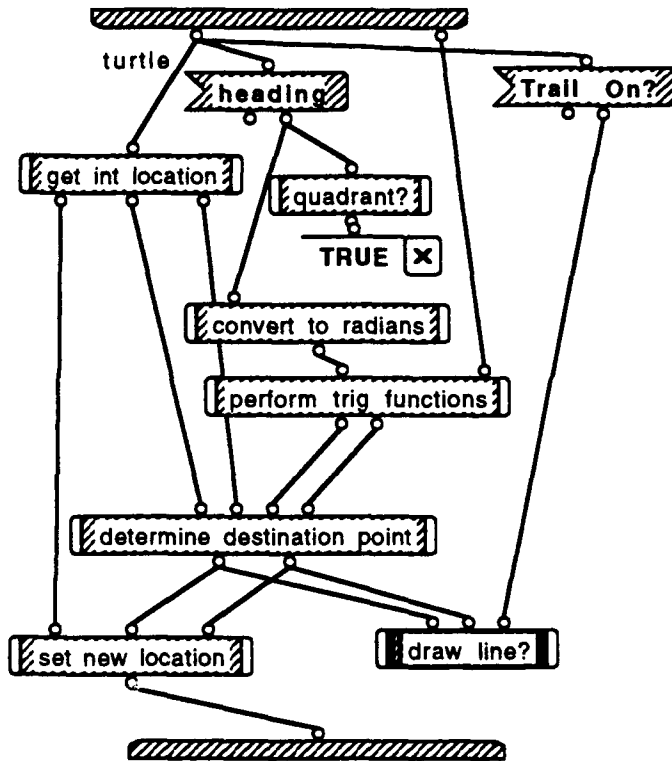 turtle
heading
Trail On?
get int location
quadrant?
TRUE
convert to radians
perform trig functions
determine destination point
set new location
draw line?